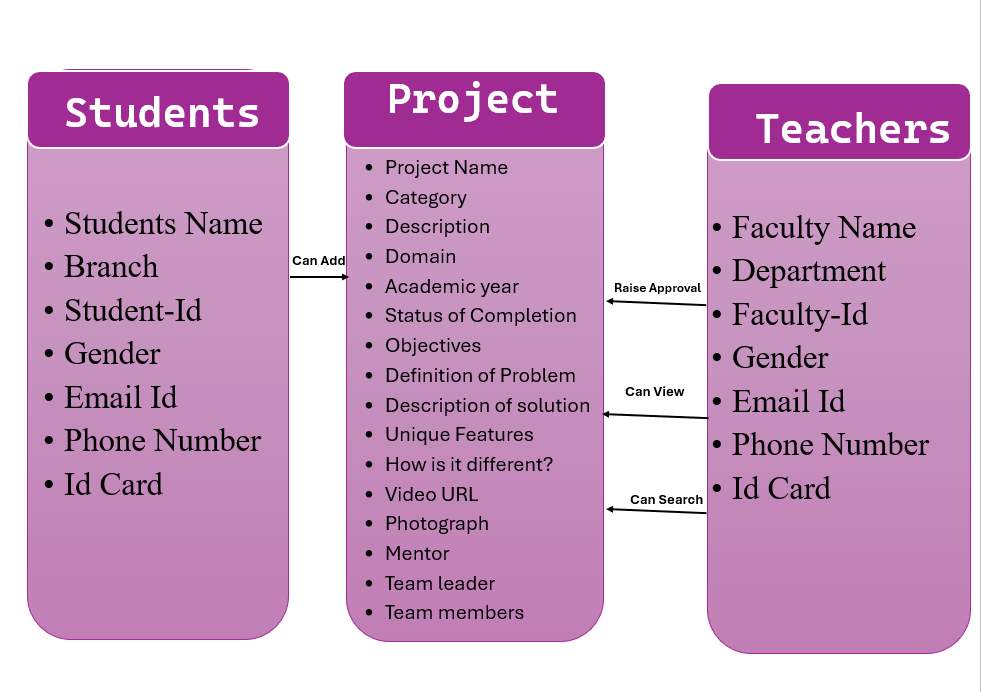 Students
• Students Name
• Branch
• Student-Id
• Gender
• Email Id
• Phone Number
• Id Card
Can Add
Project
• Project Name
• Category
• Description
• Domain
• Academic year
• Status of Completion
• Objectives
• Definition of Problem
• Description of solution
• Unique Features
• How is it different?
• Video URL
• Photograph
• Mentor
• Team leader
• Team members
Raise Approval
Can View
Can Search
Teachers
• Faculty Name
• Department
• Faculty-Id
• Gender
• Email Id
• Phone Number
• Id Card